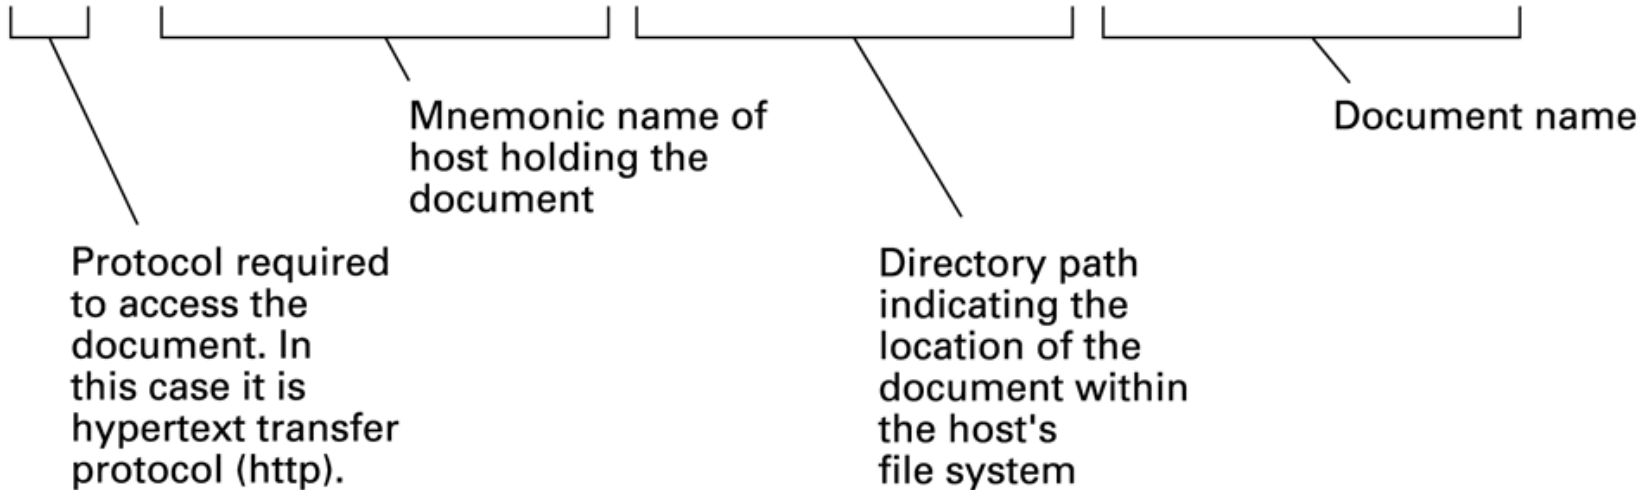 Mnemonic name of
host holding the
document
Document name
Protocol required
to access the
document. In
this case it is
hypertext transfer
protocol (http).
Directory path
indicating the
location of the
document within
the host's
file system